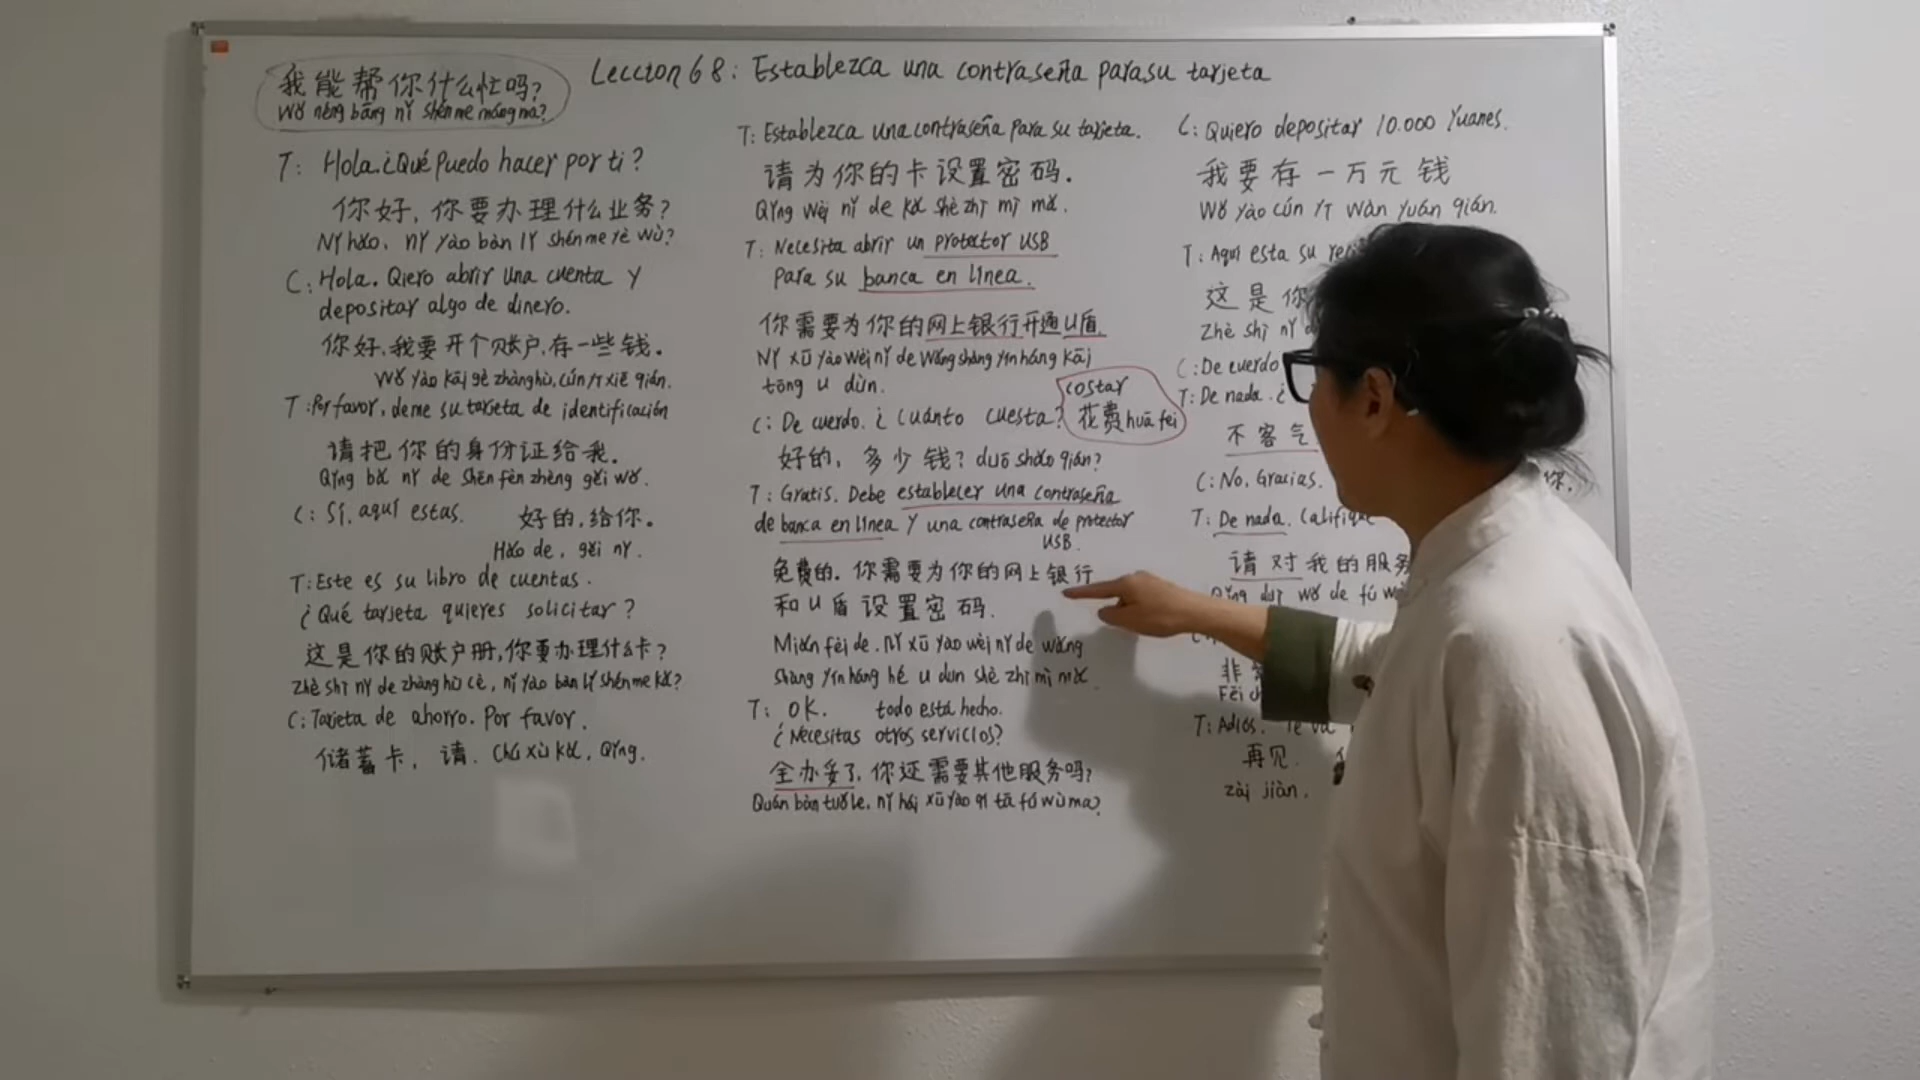 我能帮你什么忙吗?
Wǒ néng bāng nǐ shén me máng ma?
Leccion 68: Establezca una contraseña para su tarjeta
T: Hola. ¿Qué puedo hacer por ti?
你好, 你要办理什么业务?
Nǐ hǎo, nǐ yào bàn lǐ shén me yè wù?
C: Hola. Qiero abrir una cuenta y
depositar algo de dinero.
你好, 我要开个账户, 存一些钱。
Wǒ yào kāi gè zhàng hù, cún yī xiē qián.
T: Por favor, deme su tarjeta de identificación
请把你的身份证给我。
Qǐng bǎ nǐ de shēn fèn zhèng gěi wǒ.
C: Sí, aquí estas. 好的, 给你。
Hǎo de, gěi nǐ.
T: Este es su libro de cuentas.
¿Qué tarjeta quieres solicitar?
这是你的账户册, 你要办理什么卡?
Zhè shì nǐ de zhàng hù cè, nǐ yào bàn lǐ shén me kǎ?
C: Tarjeta de ahorro. Por favor.
储蓄卡, 请. Chú xù kǎ, Qǐng.
T: Establezca una contraseña para su tarjeta.
请为你的卡设置密码.
Qǐng wèi nǐ de kǎ shè zhì mì mǎ.
T: Necesita abrir un protector USB
para su banca en línea.
你需要为你的网上银行开通U盾.
Nǐ xū yào wèi nǐ de wǎng shàng yín háng kāi
tōng U dùn.
C: De cuerdo. ¿cuánto cuesta?
costar
花费 huā fèi
好的, 多少钱? duō shǎo qián?
T: Gratis. Debe establecer una contraseña
de banca en línea y una contraseña de protector
USB.
免费的. 你需要为你的网上银行
和U盾设置密码.
Miǎn fèi de. Nǐ xū yào wèi nǐ de wǎng
shàng yín háng hé U dùn shè zhì mì mǎ.
T: OK. todo está hecho.
¿Necesitas otros servicios?
全办妥了, 你还需要其他服务吗?
Quán bàn tuǒ le, nǐ hái xū yào qí tā fú wù ma?
C: Quiero depositar 10.000 Yuanes.
我要存一万元钱
Wǒ yào cún yī wàn yuán qián.
T: Aquí esta su
这是你
Zhè shì nǐ
C: De cuerdo
T: De nada. ¿
不客气
C: No, Gracias. 你.
T: De nada. Califique
请对我的服务
Qǐng duì wǒ de fú wù
非
Fēi
T: Adiós.
再见.
zài jiàn.